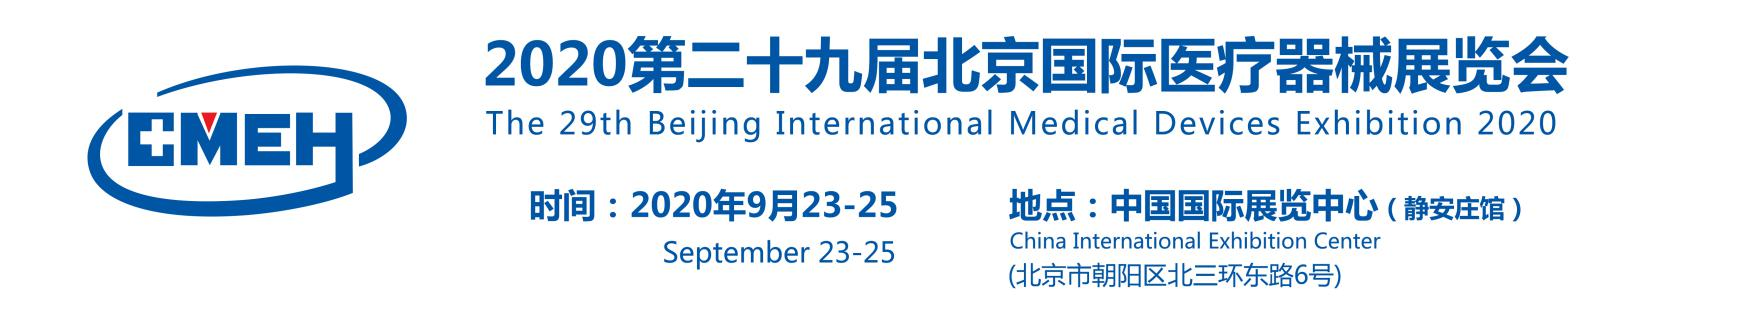 CMEH
2020第二十九届北京国际医疗器械展览会
The 29th Beijing International Medical Devices Exhibition 2020
时间：2020年9月23-25
September 23-25
地点：中国国际展览中心（静安庄馆）
China International Exhibition Center
(北京市朝阳区北三环东路6号)